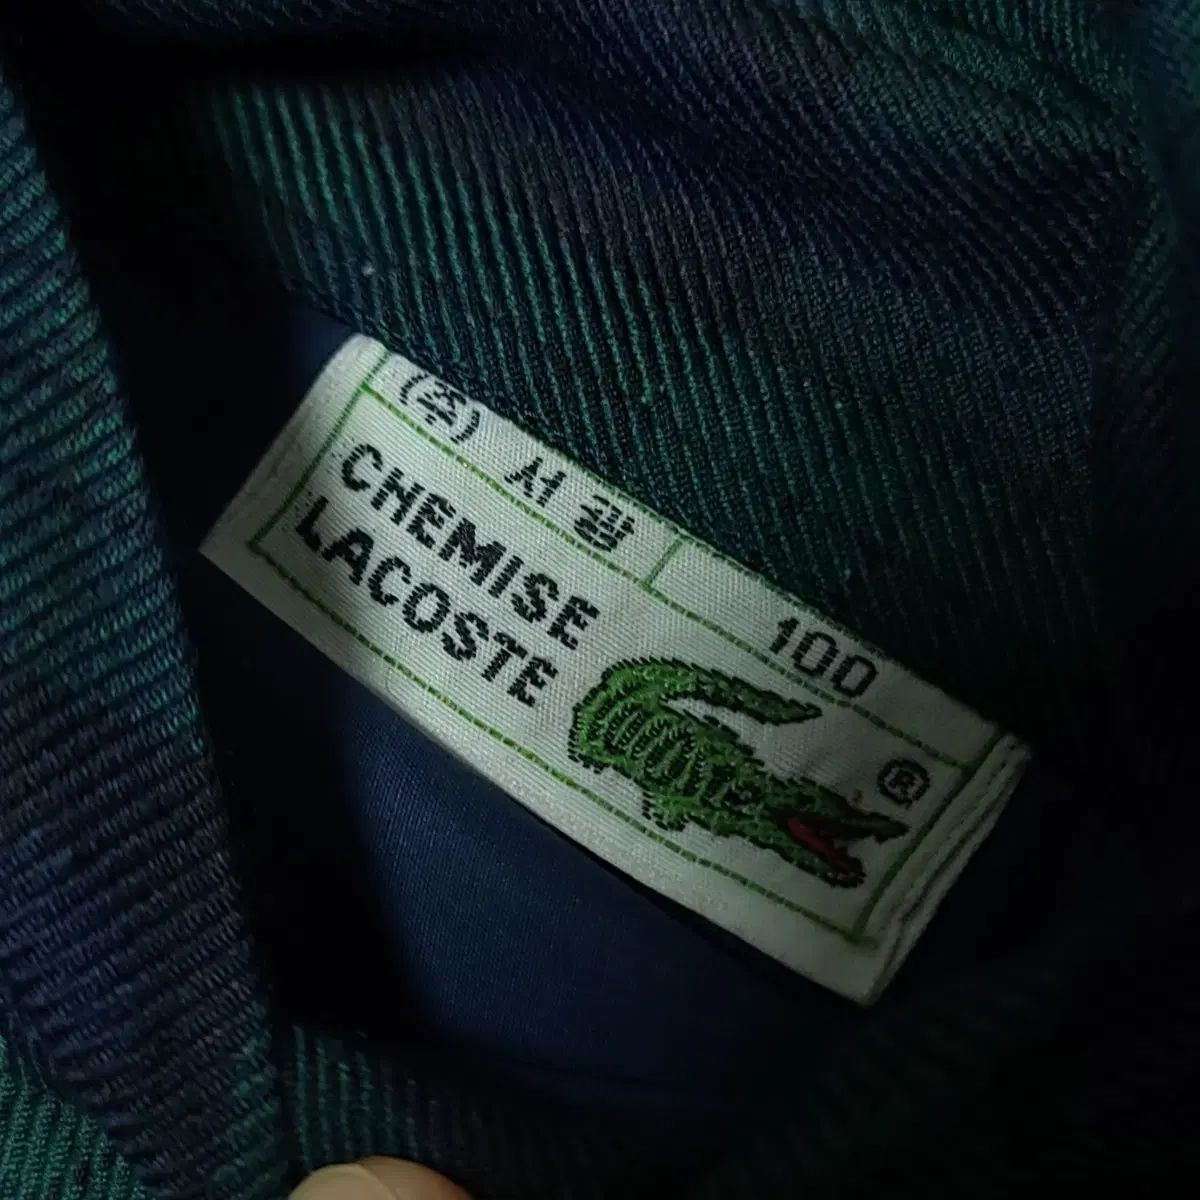 (주) 서광 100
CHEMISE
LACOSTE
®